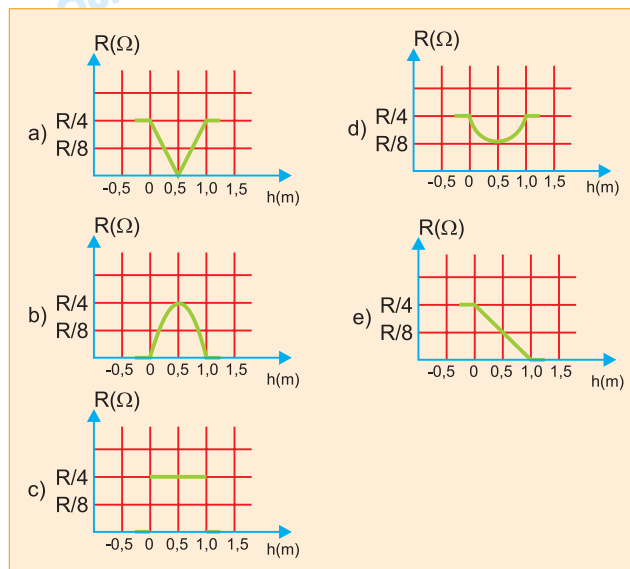 R(Ω)
a)
R/4
R/8
-0,5 0 0,5 1,0 1,5
h(m)
R(Ω)
b)
R/4
R/8
-0,5 0 0,5 1,0 1,5
h(m)
R(Ω)
c)
R/4
R/8
-0,5 0 0,5 1,0 1,5
h(m)
R(Ω)
d)
R/4
R/8
-0,5 0 0,5 1,0 1,5
h(m)
R(Ω)
e)
R/4
R/8
-0,5 0 0,5 1,0 1,5
h(m)